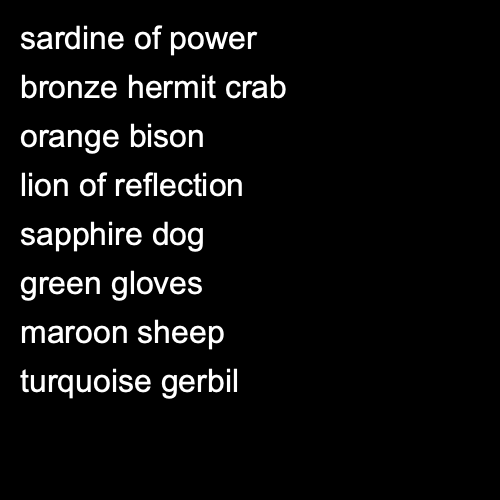 sardine of power
bronze hermit crab
orange bison
lion of reflection
sapphire dog
green gloves
maroon sheep
turquoise gerbil